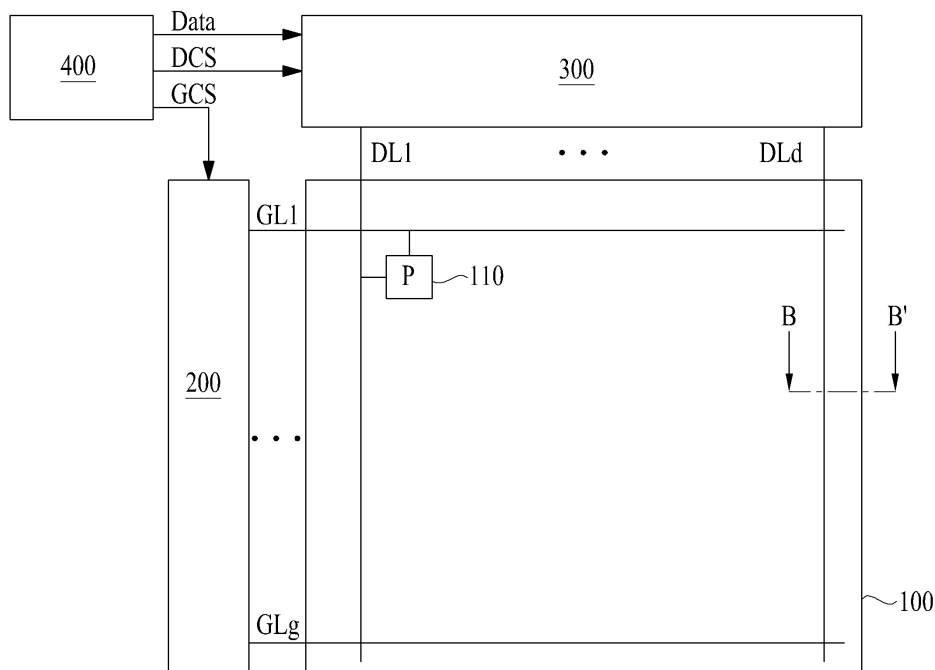 Data
400
DCS
300
GCS
DL1
. . .
DLd
GL1
P
110
B
B'
200
. . .
100
GLg